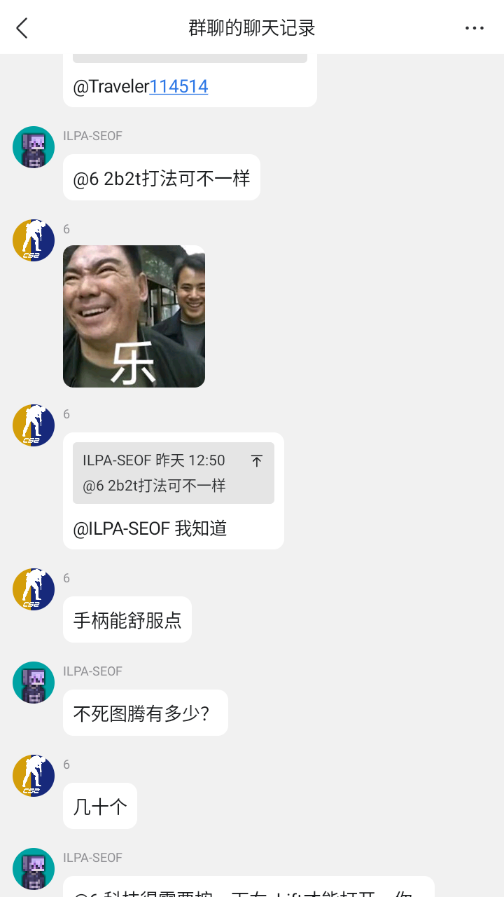 群聊的聊天记录
@Traveler114514
ILPA-SEOF
@6 2b2t打法可不一样
6
乐
6
ILPA-SEOF 昨天 12:50
@6 2b2t打法可不一样
@ILPA-SEOF 我知道
6
手柄能舒服点
ILPA-SEOF
不死图腾有多少？
6
几十个
ILPA-SEOF